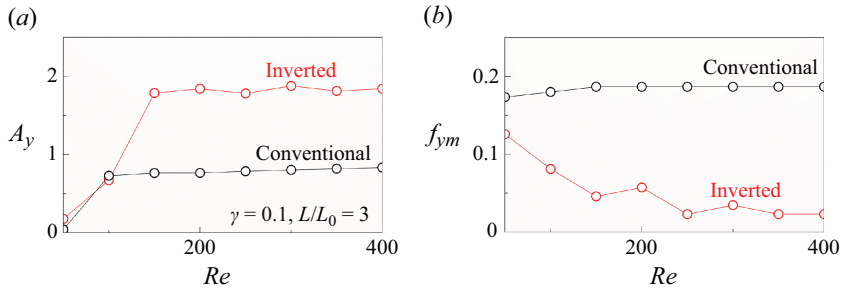 (a)
2
1
0
A_y
Inverted
Conventional
γ = 0.1, L/L_0 = 3
200
400
Re
(b)
0.2
0.1
0
f_ym
Conventional
Inverted
200
400
Re